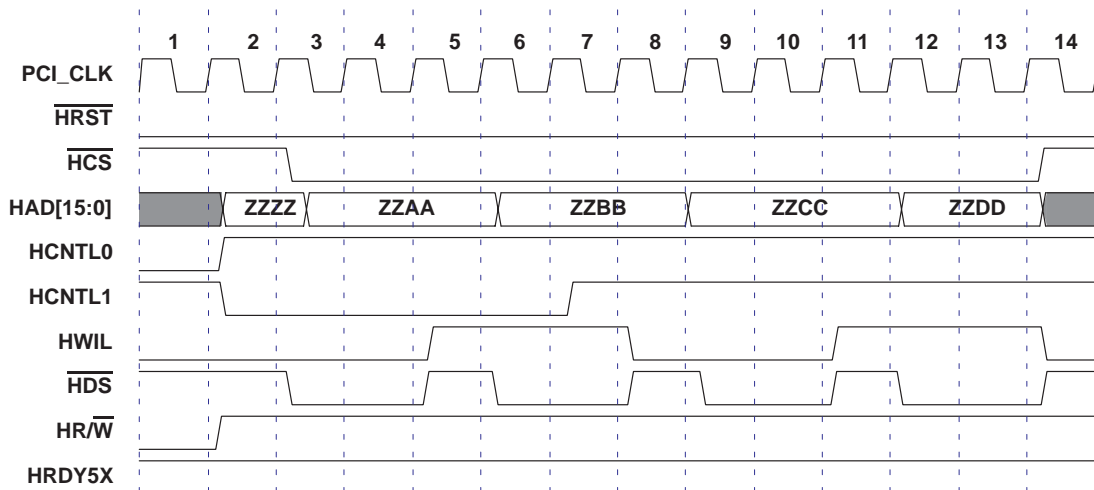 1 2 3 4 5 6 7 8 9 10 11 12 13 14
PCI_CLK
HRST
HCS
HAD[15:0] ZZZZ ZZAA ZZBB ZZCC ZZDD
HCNTL0
HCNTL1
HWIL
HDS
HR/W
HRDY5X